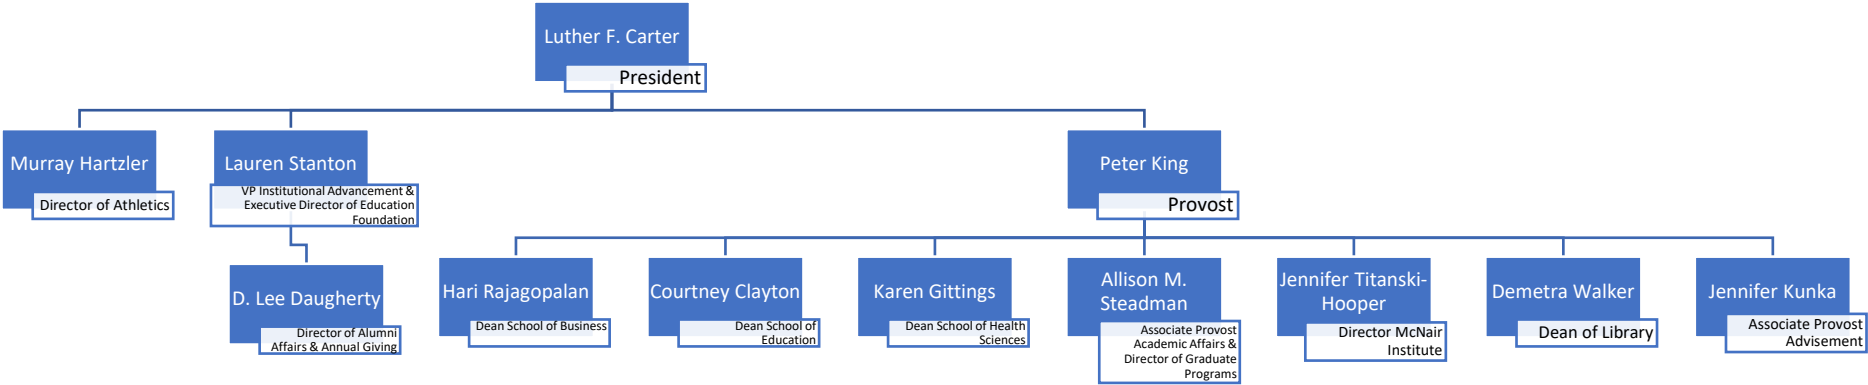 Luther F. Carter
President
Murray Hartzler
Director of Athletics
Lauren Stanton
VP Institutional Advancement &
Executive Director of Education
Foundation
Peter King
Provost
D. Lee Daugherty
Director of Alumni
Affairs & Annual Giving
Hari Rajagopalan
Dean School of Business
Courtney Clayton
Dean School of
Education
Karen Gittings
Dean School of Health
Sciences
Allison M.
Steadman
Associate Provost
Academic Affairs &
Director of Graduate
Programs
Jennifer Titanski-
Hooper
Director McNair
Institute
Demetra Walker
Dean of Library
Jennifer Kunka
Associate Provost
Advisement